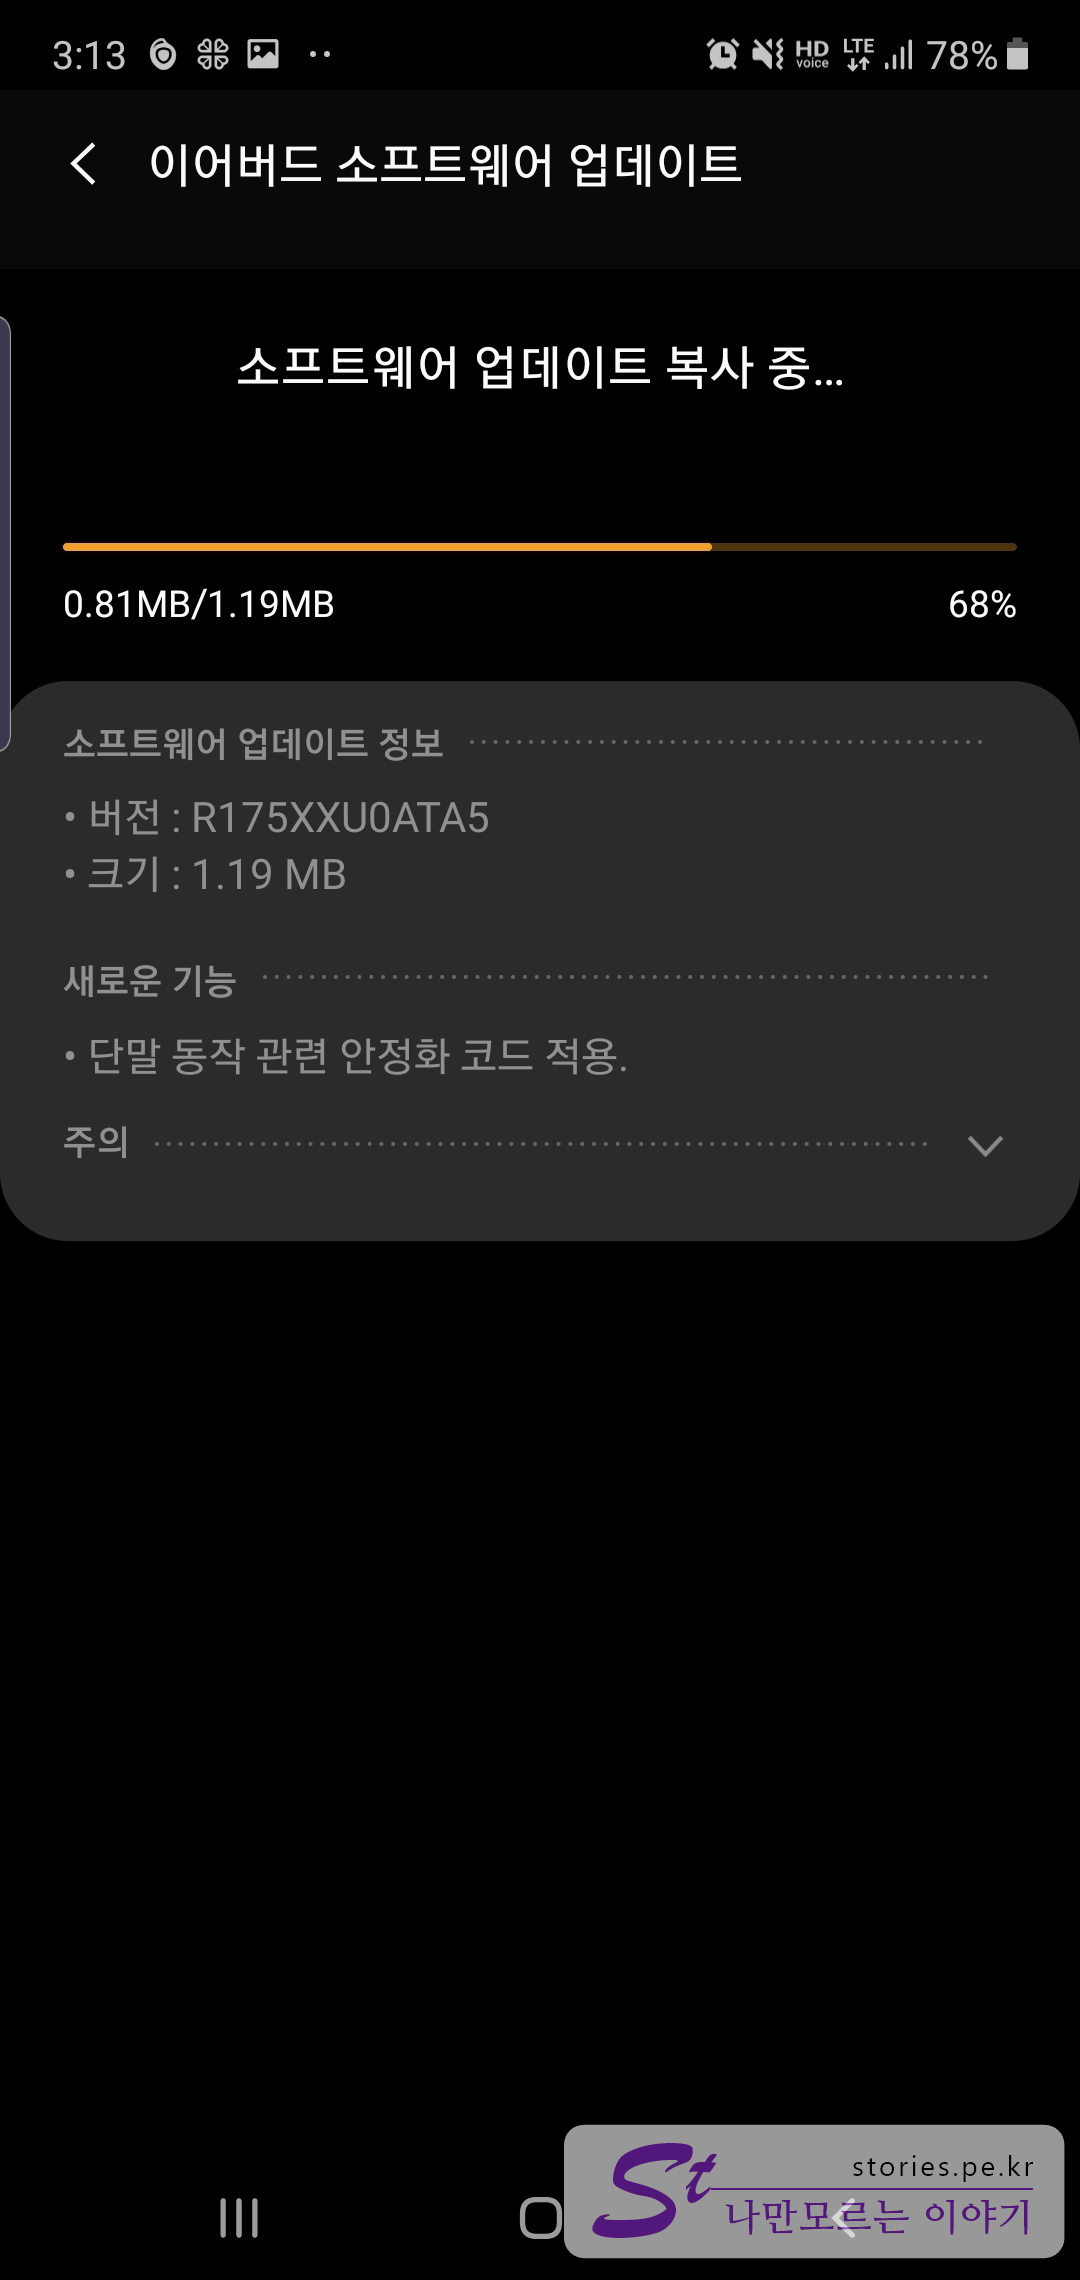 3:13
HD voice LTE 78%
이어버드 소프트웨어 업데이트
소프트웨어 업데이트 복사 중...
0.81MB/1.19MB 68%
소프트웨어 업데이트 정보
• 버전 : R175XXU0ATA5
• 크기 : 1.19 MB
새로운 기능
• 단말 동작 관련 안정화 코드 적용.
주의
St
stories.pe.kr
나만모르는 이야기